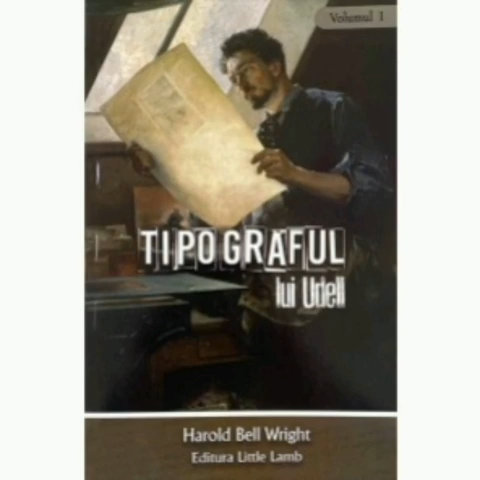 Volumul 1
TIPOGRAFUL
lui Udell
Harold Bell Wright
Editura Little Lamb